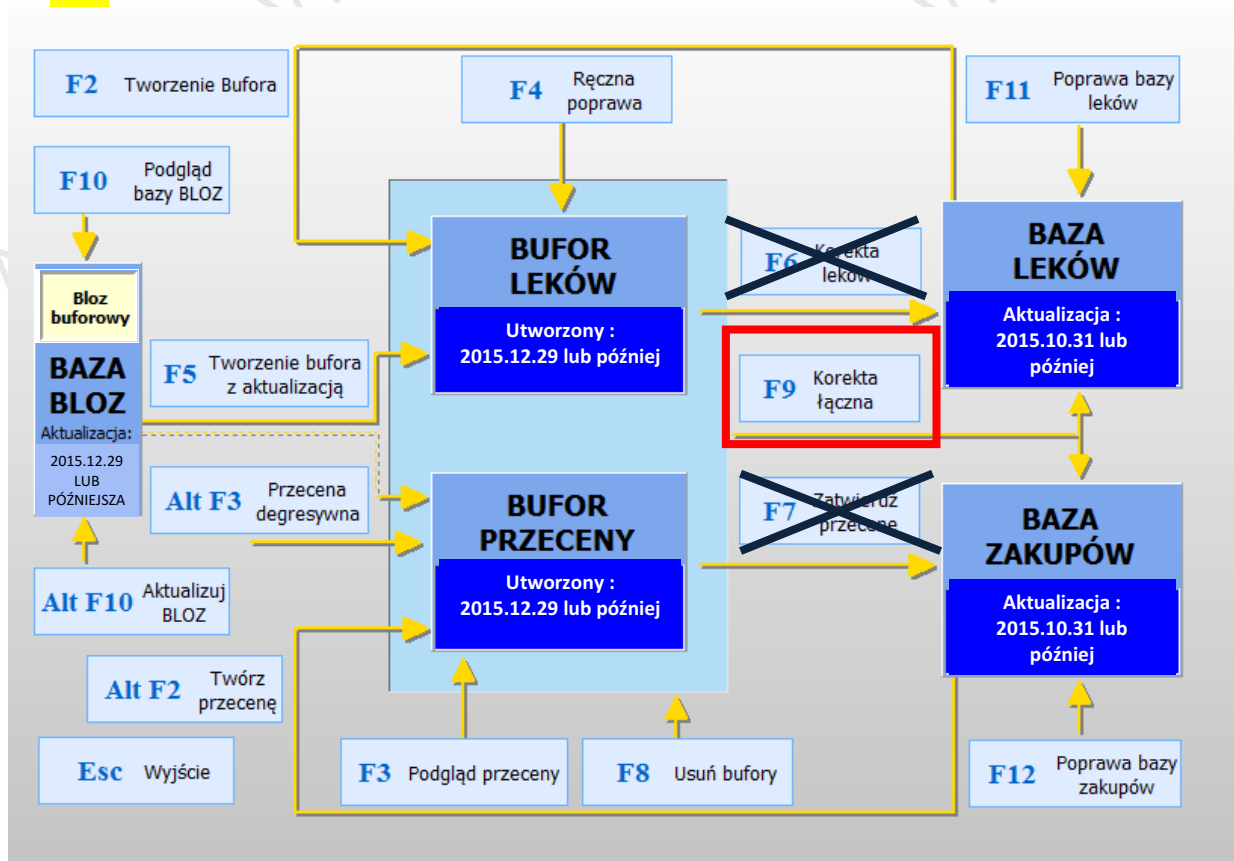 F2 Tworzenie Bufora
F4 Ręczna
poprawa
F11 Poprawa bazy
leków
F10 Podgląd
bazy BLOZ
Bloz
buforowy
BAZA
BLOZ
Aktualizacja:
2015.12.29
LUB
PÓŹNIEJSZA
BUFOR
LEKÓW
Utworzony :
2015.12.29 lub później
F6 Korekta
leków
BAZA
LEKÓW
Aktualizacja :
2015.10.31 lub
później
F5 Tworzenie bufora
z aktualizacją
F9 Korekta
łączna
Alt F3 Przecena
degresywna
BUFOR
PRZECENY
Utworzony :
2015.12.29 lub później
F7 Zatwierdź
przecenę
BAZA
ZAKUPÓW
Aktualizacja :
2015.10.31 lub
później
Alt F10 Aktualizuj
BLOZ
Alt F2 Twórz
przecenę
Esc Wyjście
F3 Podgląd przeceny
F8 Usuń bufory
F12 Poprawa bazy
zakupów